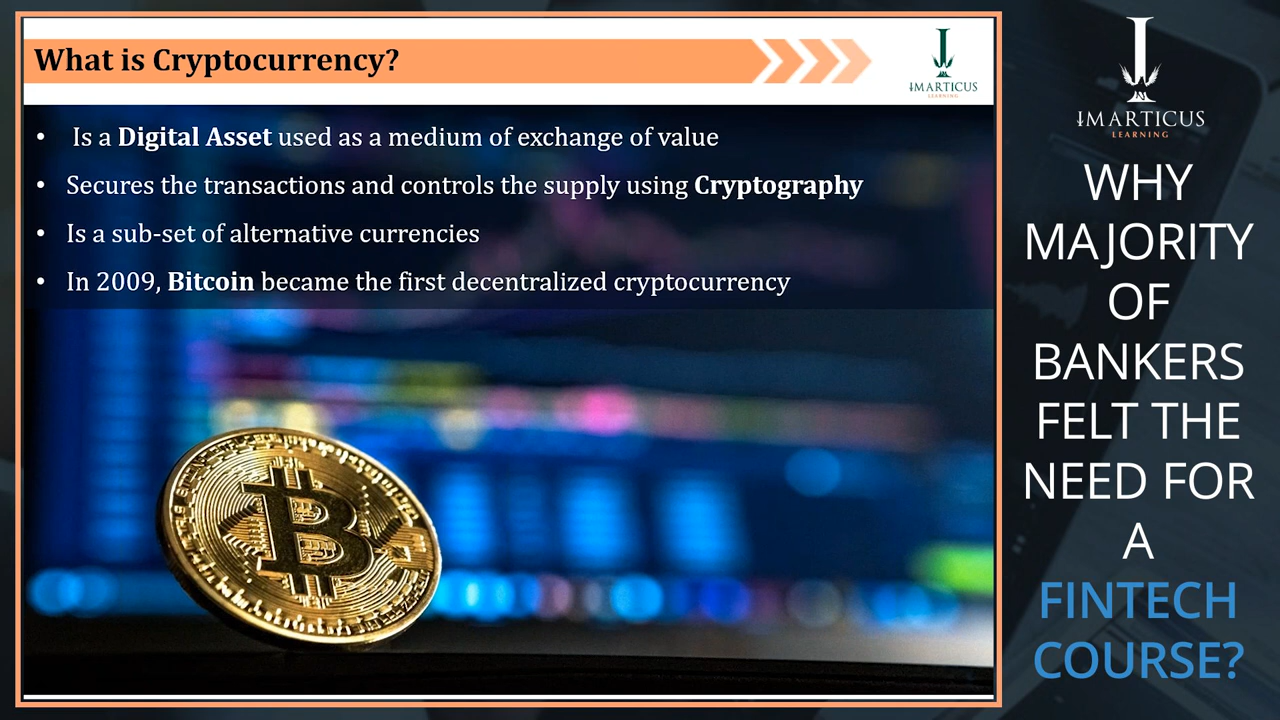 What is Cryptocurrency?
IMARTICUS
LEARNING
• Is a Digital Asset used as a medium of exchange of value
• Secures the transactions and controls the supply using Cryptography
• Is a sub-set of alternative currencies
• In 2009, Bitcoin became the first decentralized cryptocurrency
IMARTICUS
LEARNING
WHY
MAJORITY
OF
BANKERS
FELT THE
NEED FOR
A
FINTECH
COURSE?